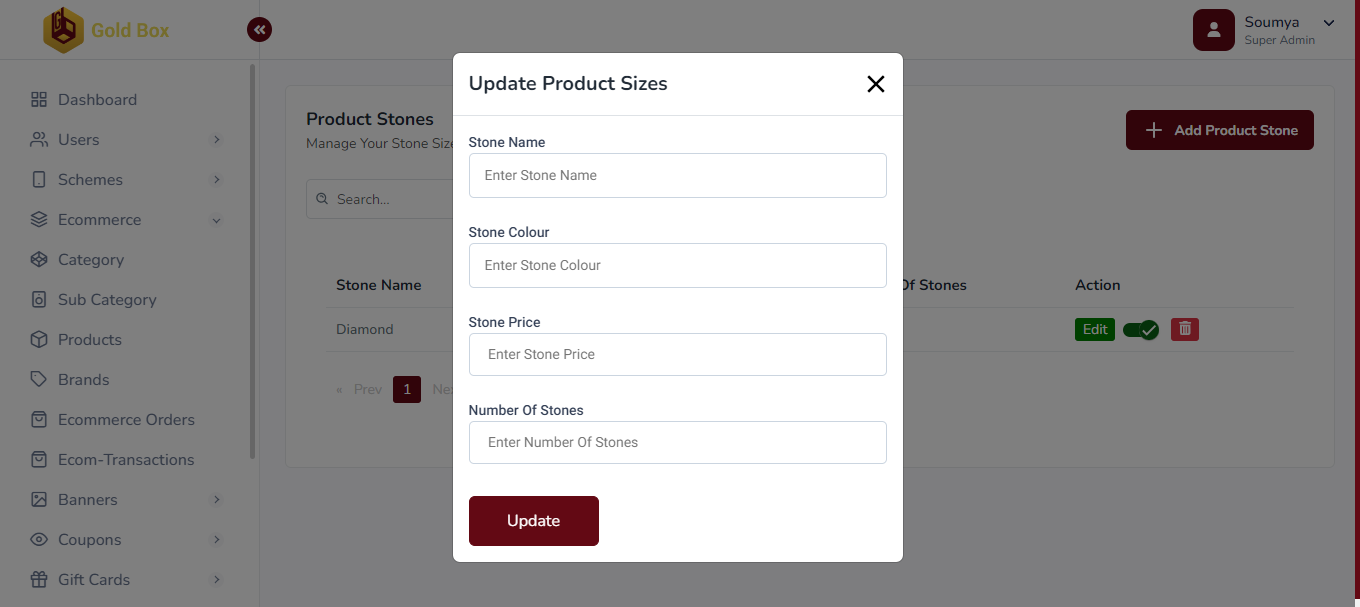 Gold Box
Soumya
Super Admin
Dashboard
Users
Schemes
Ecommerce
Category
Sub Category
Products
Brands
Ecommerce Orders
Ecom-Transactions
Banners
Coupons
Gift Cards
Product Stones
Manage Your Stone Size
Add Product Stone
Search...
Stone Name
Of Stones
Action
Diamond
Edit
« Prev 1
Update Product Sizes
Stone Name
Enter Stone Name
Stone Colour
Enter Stone Colour
Stone Price
Enter Stone Price
Number Of Stones
Enter Number Of Stones
Update